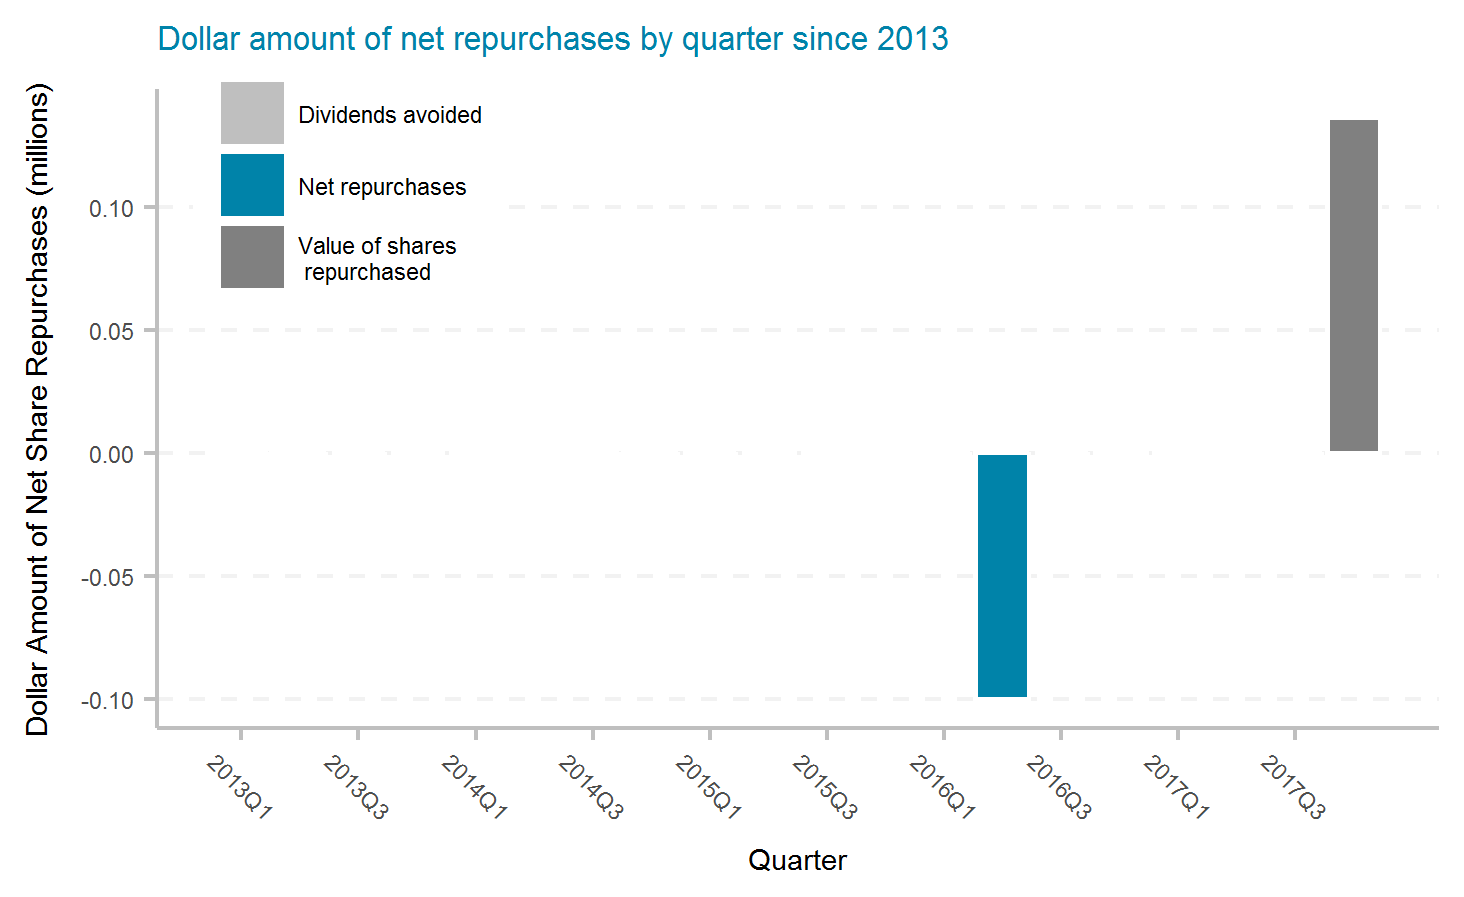 Dollar amount of net repurchases by quarter since 2013
Dividends avoided
Net repurchases
Value of shares
repurchased
Dollar Amount of Net Share Repurchases (millions)
0.10
0.05
0.00
-0.05
-0.10
2013Q1
2013Q3
2014Q1
2014Q3
2015Q1
2015Q3
2016Q1
2016Q3
2017Q1
2017Q3
Quarter